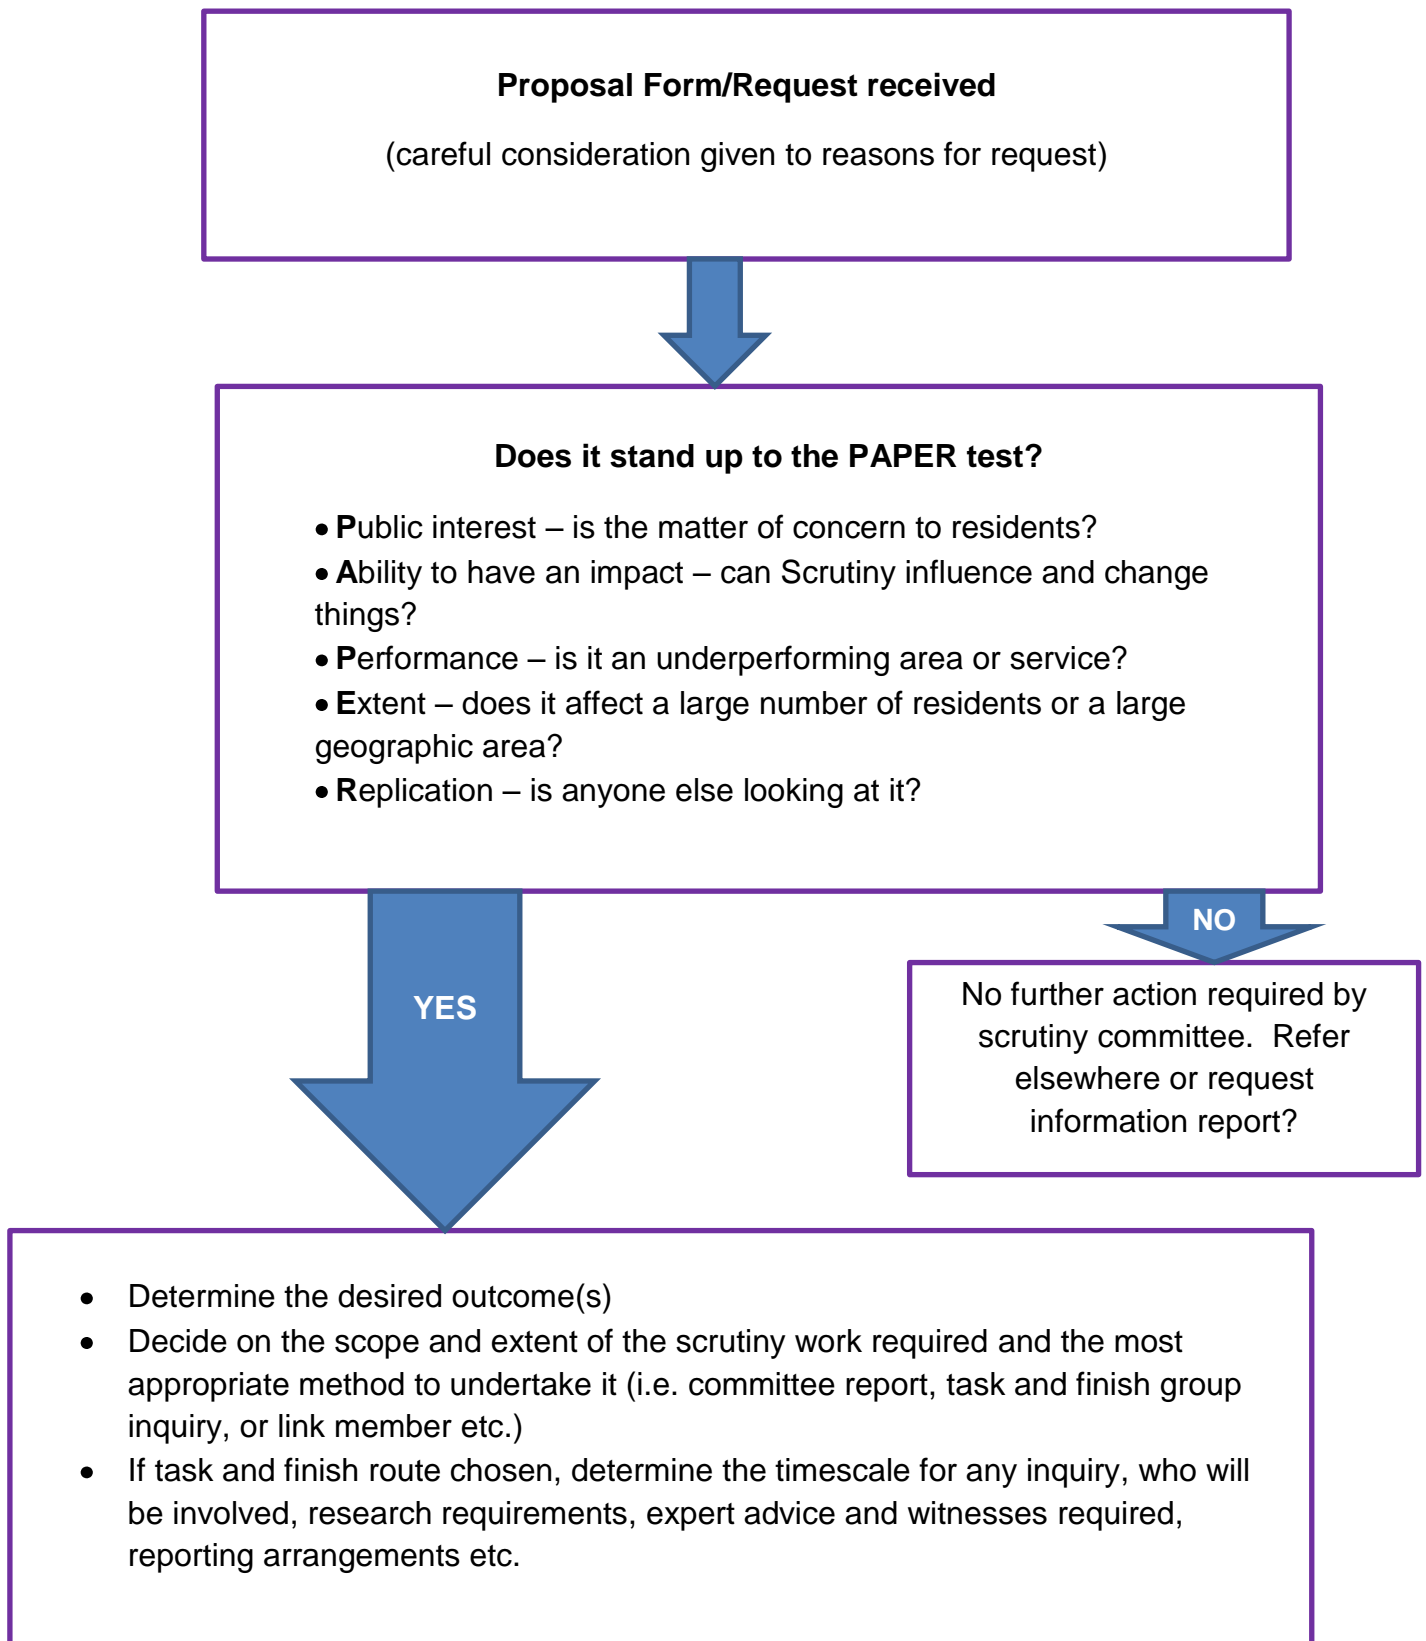 Proposal Form/Request received
(careful consideration given to reasons for request)
Does it stand up to the PAPER test?
• Public interest – is the matter of concern to residents?
• Ability to have an impact – can Scrutiny influence and change
things?
• Performance – is it an underperforming area or service?
• Extent – does it affect a large number of residents or a large
geographic area?
• Replication – is anyone else looking at it?
NO
YES
No further action required by
scrutiny committee.  Refer
elsewhere or request
information report?
• Determine the desired outcome(s)
• Decide on the scope and extent of the scrutiny work required and the most
appropriate method to undertake it (i.e. committee report, task and finish group
inquiry, or link member etc.)
• If task and finish route chosen, determine the timescale for any inquiry, who will
be involved, research requirements, expert advice and witnesses required,
reporting arrangements etc.